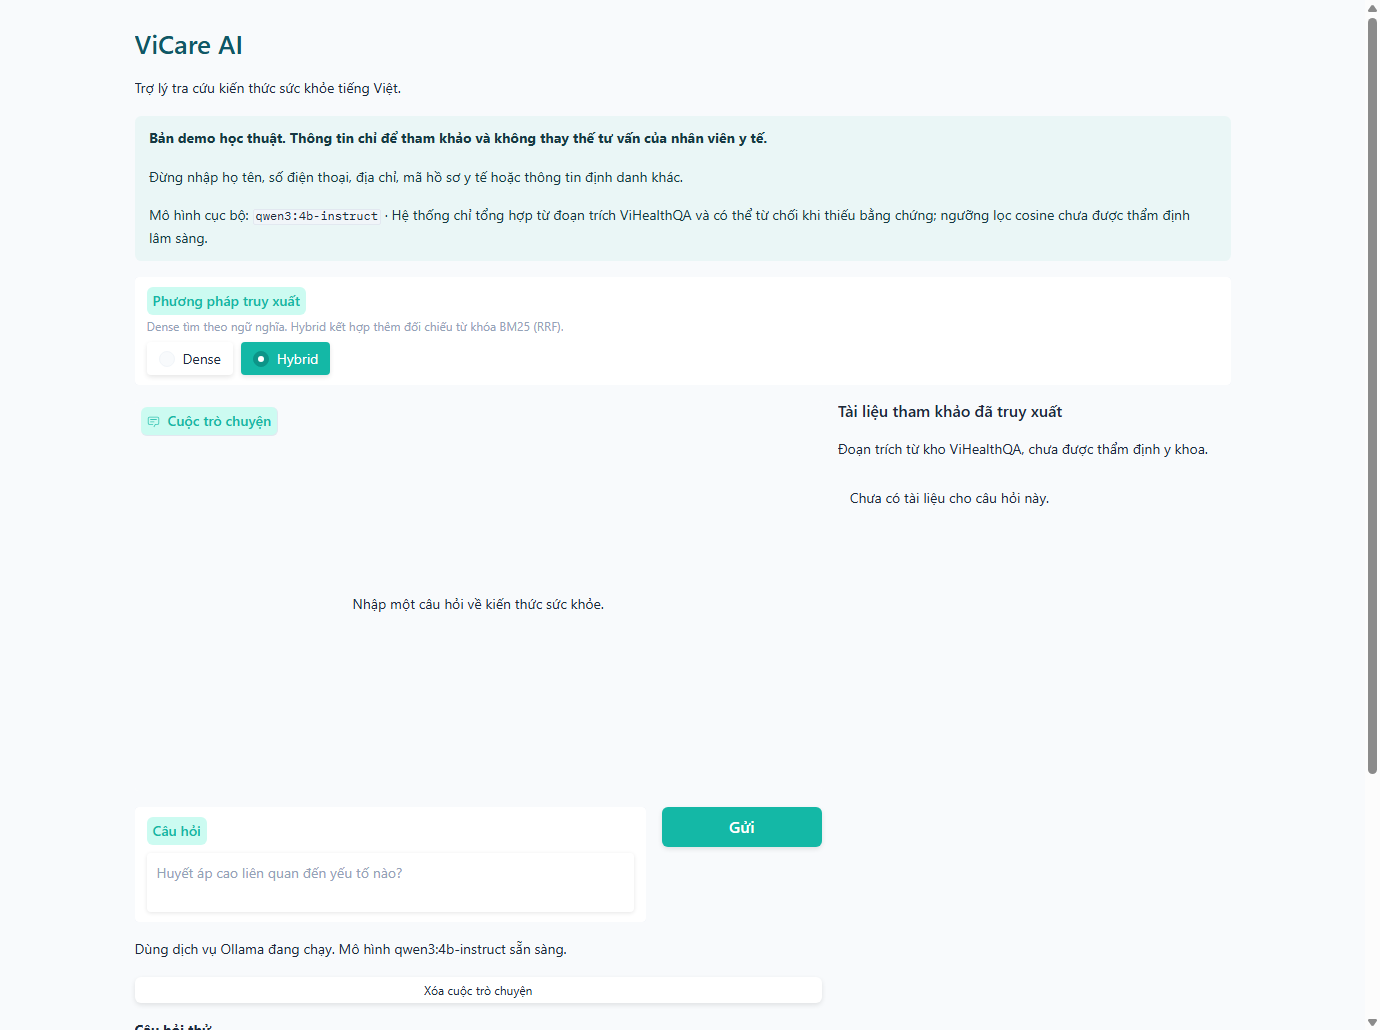 ViCare AI
Trợ lý tra cứu kiến thức sức khỏe tiếng Việt.
Bản demo học thuật. Thông tin chỉ để tham khảo và không thay thế tư vấn của nhân viên y tế.
Đừng nhập họ tên, số điện thoại, địa chỉ, mã hồ sơ y tế hoặc thông tin định danh khác.
Mô hình cục bộ: qwen3:4b-instruct · Hệ thống chỉ tổng hợp từ đoạn trích ViHealthQA và có thể từ chối khi thiếu bằng chứng; ngưỡng lọc cosine chưa được thẩm định
lâm sàng.
Phương pháp truy xuất
Dense tìm theo ngữ nghĩa. Hybrid kết hợp thêm đối chiếu từ khóa BM25 (RRF).
Dense
Hybrid
Cuộc trò chuyện
Nhập một câu hỏi về kiến thức sức khỏe.
Tài liệu tham khảo đã truy xuất
Đoạn trích từ kho ViHealthQA, chưa được thẩm định y khoa.
Chưa có tài liệu cho câu hỏi này.
Câu hỏi
Huyết áp cao liên quan đến yếu tố nào?
Gửi
Dùng dịch vụ Ollama đang chạy. Mô hình qwen3:4b-instruct sẵn sàng.
Xóa cuộc trò chuyện
Câu hỏi thử